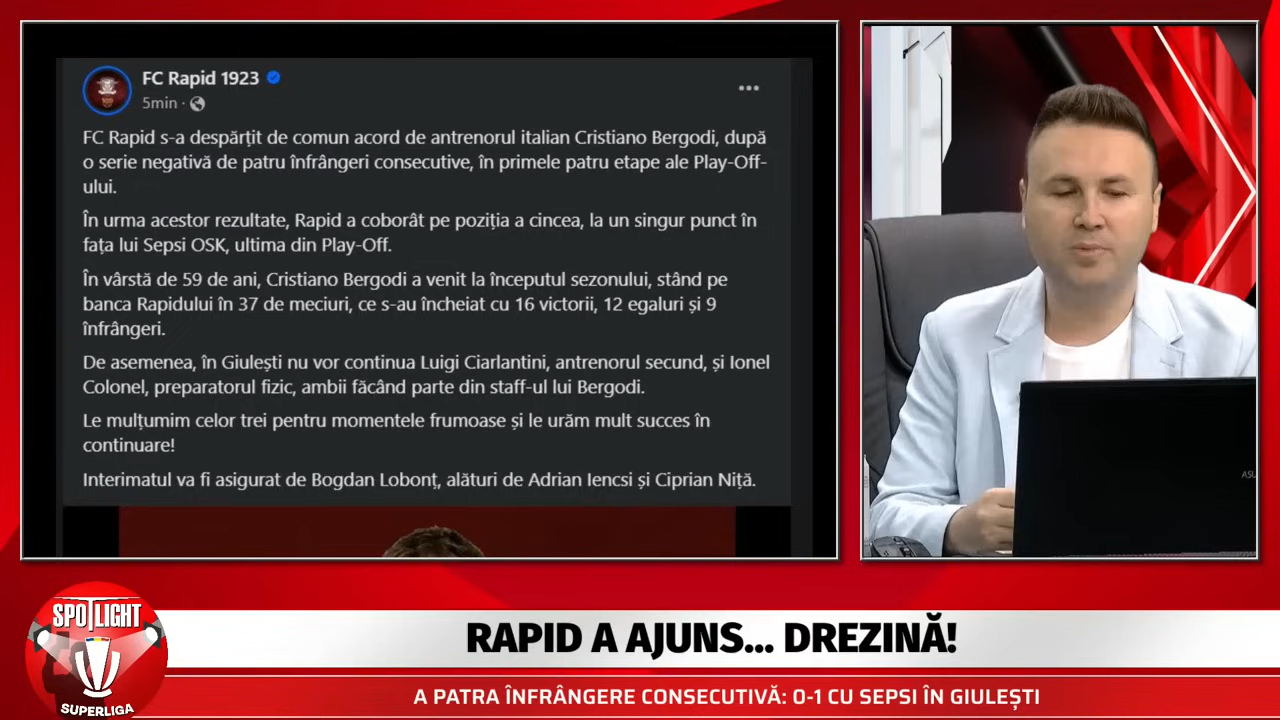 FC Rapid 1923
5min ·
FC Rapid s-a despărțit de comun acord de antrenorul italian Cristiano Bergodi, după
o serie negativă de patru înfrângeri consecutive, în primele patru etape ale Play-Off-
ului.
În urma acestor rezultate, Rapid a coborât pe poziția a cincea, la un singur punct în
fața lui Sepsi OSK, ultima din Play-Off.
În vârstă de 59 de ani, Cristiano Bergodi a venit la începutul sezonului, stând pe
banca Rapidului în 37 de meciuri, ce s-au încheiat cu 16 victorii, 12 egaluri și 9
înfrângeri.
De asemenea, în Giulești nu vor continua Luigi Ciarlantini, antrenorul secund, și Ionel
Colonel, preparatorul fizic, ambii făcând parte din staff-ul lui Bergodi.
Le mulțumim celor trei pentru momentele frumoase și le urăm mult succes în
continuare!
Interimatul va fi asigurat de Bogdan Lobonț, alături de Adrian Iencsi și Ciprian Niță.
SPOTLIGHT
SUPERLIGA
RAPID A AJUNS... DREZINĂ!
A PATRA ÎNFRÂNGERE CONSECUTIVĂ: 0-1 CU SEPSI ÎN GIULEȘTI